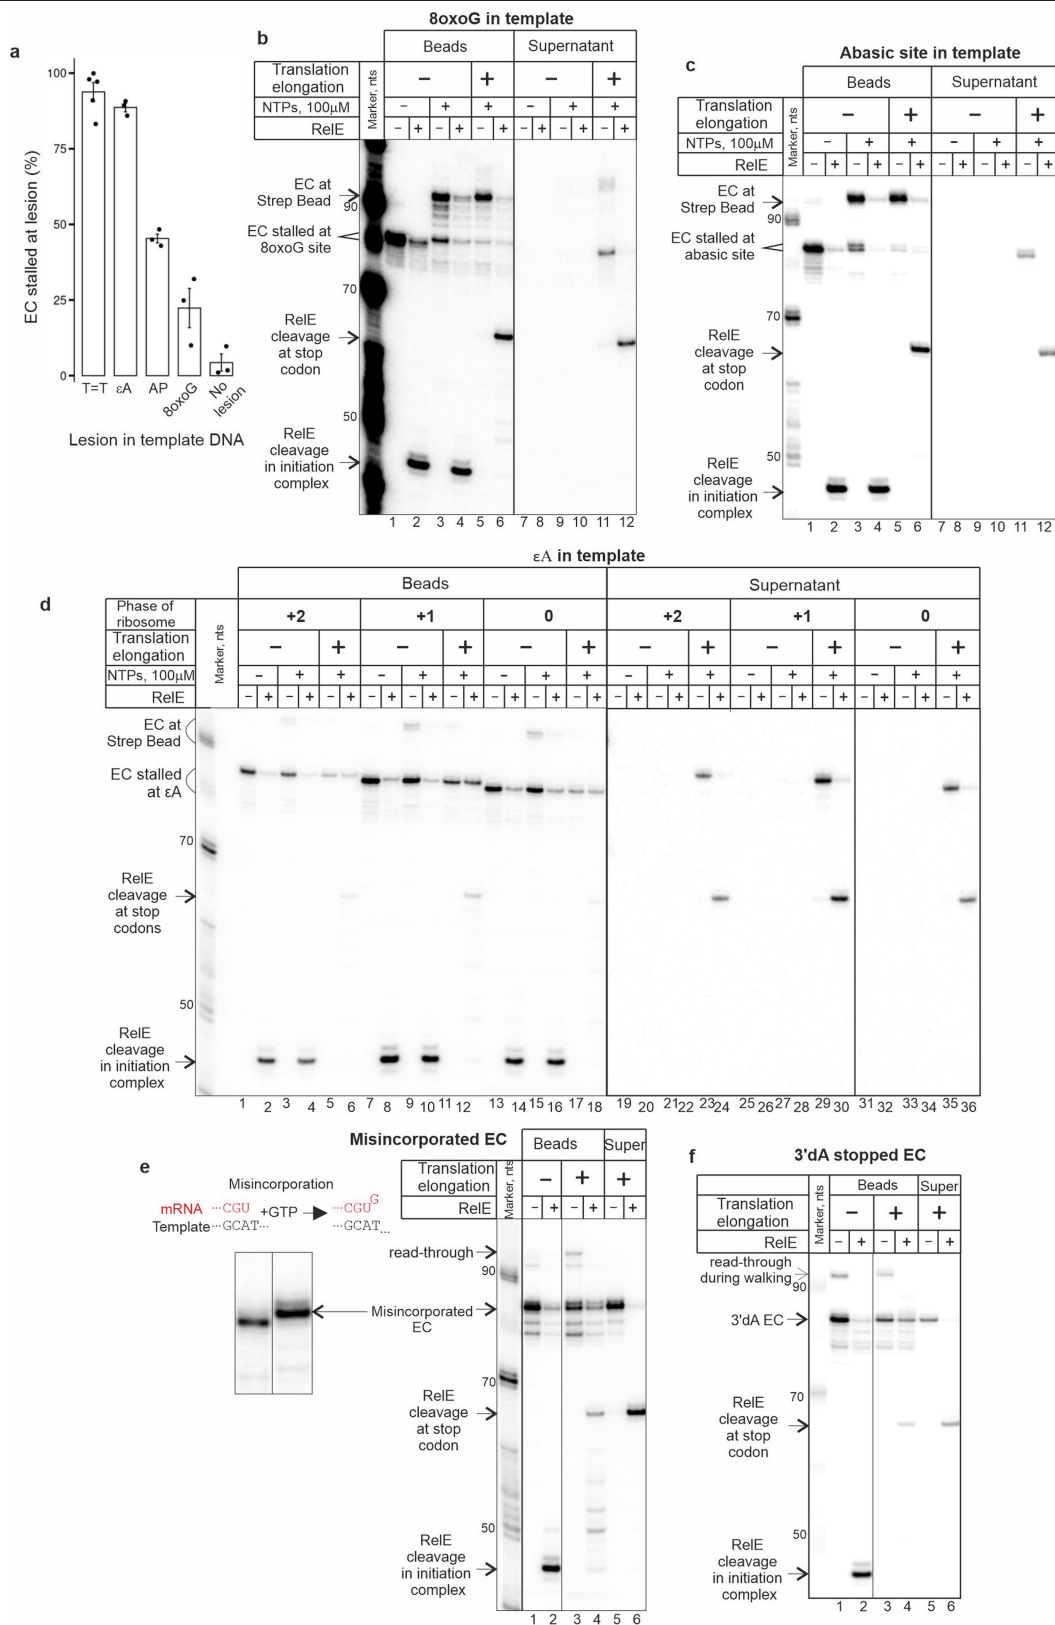 a
EC stalled at lesion (%)
100
75
50
25
0
T=T
εA
AP
8oxoG
No
lesion
Lesion in template DNA
b
8oxoG in template
Beads
Supernatant
Translation
elongation
− + − +
NTPs, 100μM
− + + − + +
RelE
− + − + − + − + − + − +
Marker, nts
EC at
Strep Bead
90
EC stalled at
8oxoG site
70
RelE
cleavage
at stop
codon
50
RelE
cleavage
in initiation
complex
1 2 3 4 5 6 7 8 9 10 11 12
c
Abasic site in template
Beads
Supernatant
Translation
elongation
− + − +
NTPs, 100μM
− + + − + +
RelE
− + − + − + − + − + − +
Marker, nts
EC at
Strep Bead
90
EC stalled at
abasic site
70
RelE
cleavage
at stop
codon
50
RelE
cleavage
in initiation
complex
1 2 3 4 5 6 7 8 9 10 11 12
d
εA in template
Beads
Supernatant
Phase of
ribosome
+2 +1 0 +2 +1 0
Translation
elongation
− + − + − + − + − + − +
NTPs, 100μM
− + + − + + − + + − + + − + + − + +
RelE
− + − + − + − + − + − + − + − + − + − + − + − + − + − + − + − + − + − +
Marker, nts
EC at
Strep Bead
EC stalled
at εA
70
RelE
cleavage
at stop
codons
50
RelE
cleavage
in initiation
complex
1 2 3 4 5 6 7 8 9 10 11 12 13 14 15 16 17 18 19 20 21 22 23 24 25 26 27 28 29 30 31 32 33 34 35 36
e
Misincorporated EC
Misincorporation
mRNA ···CGU +GTP ···CGU G
Template ···GCAT··· ···GCAT...
Beads
Super
Translation
elongation
− + +
RelE
− + − + − +
Marker, nts
read-through
90
Misincorporated
EC
70
RelE
cleavage
at stop
codon
50
RelE
cleavage
in initiation
complex
1 2 3 4 5 6
f
3'dA stopped EC
Beads
Super
Translation
elongation
− + +
RelE
− + − + − +
Marker, nts
read-through
during walking
90
3'dA EC
70
RelE
cleavage
at stop
codon
50
RelE
cleavage
in initiation
complex
1 2 3 4 5 6